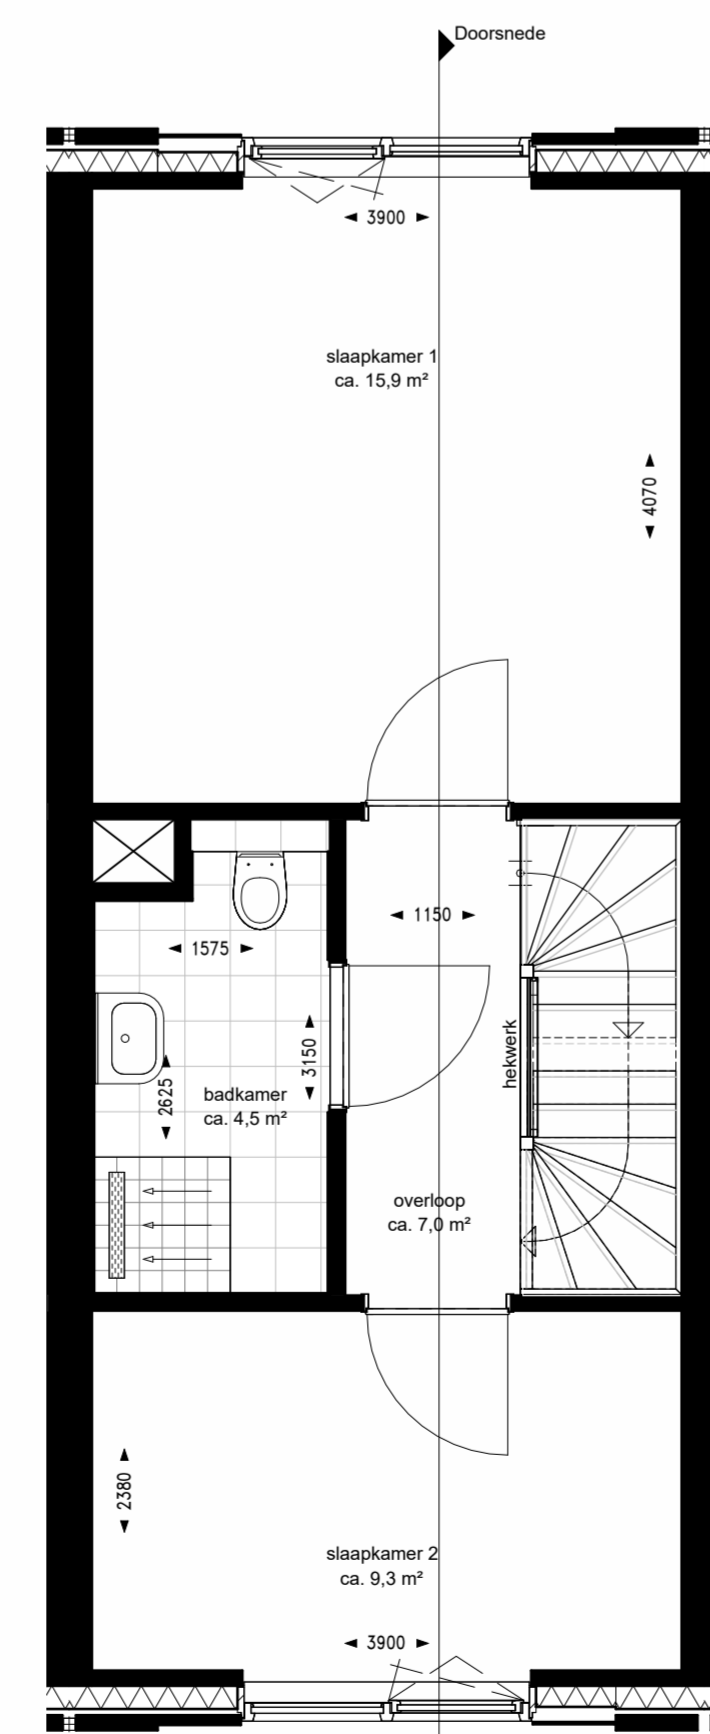 Doorsnede
3900
slaapkamer 1
ca. 15,9 m²
4070
1150
1575
hekwerk
3150
2625
badkamer
ca. 4,5 m²
overloop
ca. 7,0 m²
2380
slaapkamer 2
ca. 9,3 m²
3900